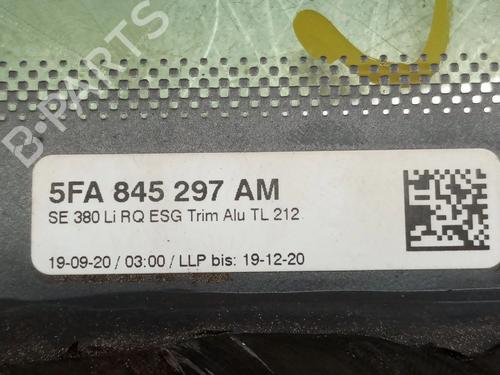 B-PARTS
5FA 845 297 AM
SE 380 Li RQ ESG Trim Alu TL 212
19-09-20 / 03:00 / LLP bis: 19-12-20